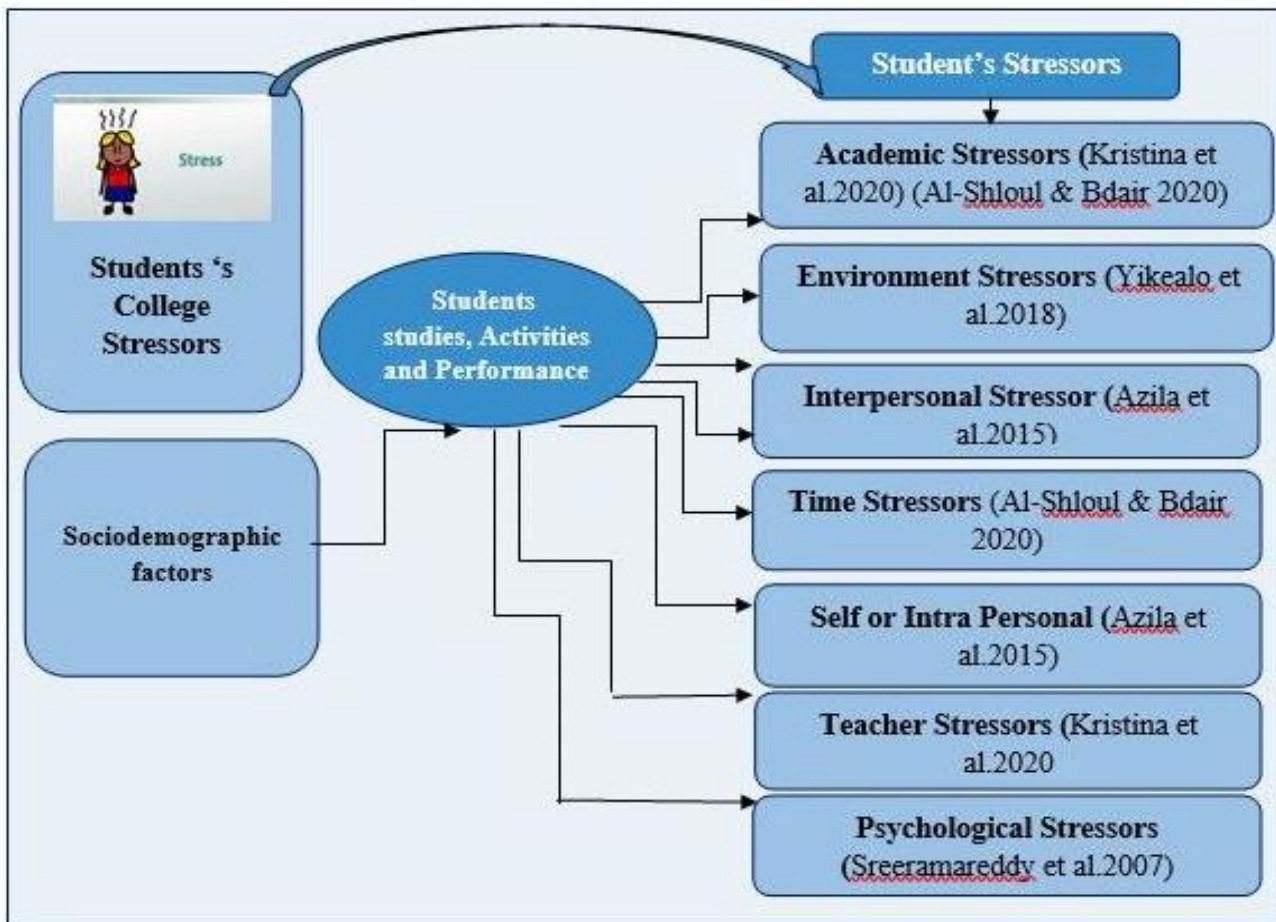 Student’s Stressors
Stress
Students ‘s
College
Stressors
Academic Stressors (Kristina et
al.2020) (Al-Shloul & Bdair 2020)
Environment Stressors (Yikealo et
al.2018)
Students
studies, Activities
and Performance
Interpersonal Stressor (Azila et
al.2015)
Time Stressors (Al-Shloul & Bdair
2020)
Sociodemographic
factors
Self or Intra Personal (Azila et
al.2015)
Teacher Stressors (Kristina et
al.2020
Psychological Stressors
(Sreeramareddy et al.2007)